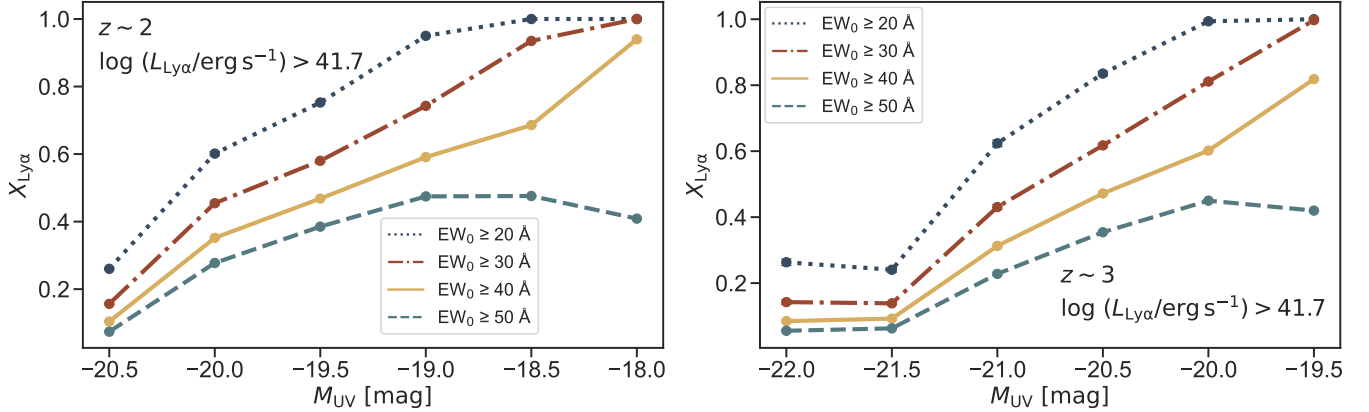 z ~ 2
log (L_Lyα/erg s⁻¹) > 41.7
1.0
0.8
0.6
0.4
0.2
X_Lyα
EW₀ ≥ 20 Å
EW₀ ≥ 30 Å
EW₀ ≥ 40 Å
EW₀ ≥ 50 Å
−20.5 −20.0 −19.5 −19.0 −18.5 −18.0
M_UV [mag]
EW₀ ≥ 20 Å
EW₀ ≥ 30 Å
EW₀ ≥ 40 Å
EW₀ ≥ 50 Å
1.0
0.8
0.6
0.4
0.2
X_Lyα
z ~ 3
log (L_Lyα/erg s⁻¹) > 41.7
−22.0 −21.5 −21.0 −20.5 −20.0 −19.5
M_UV [mag]